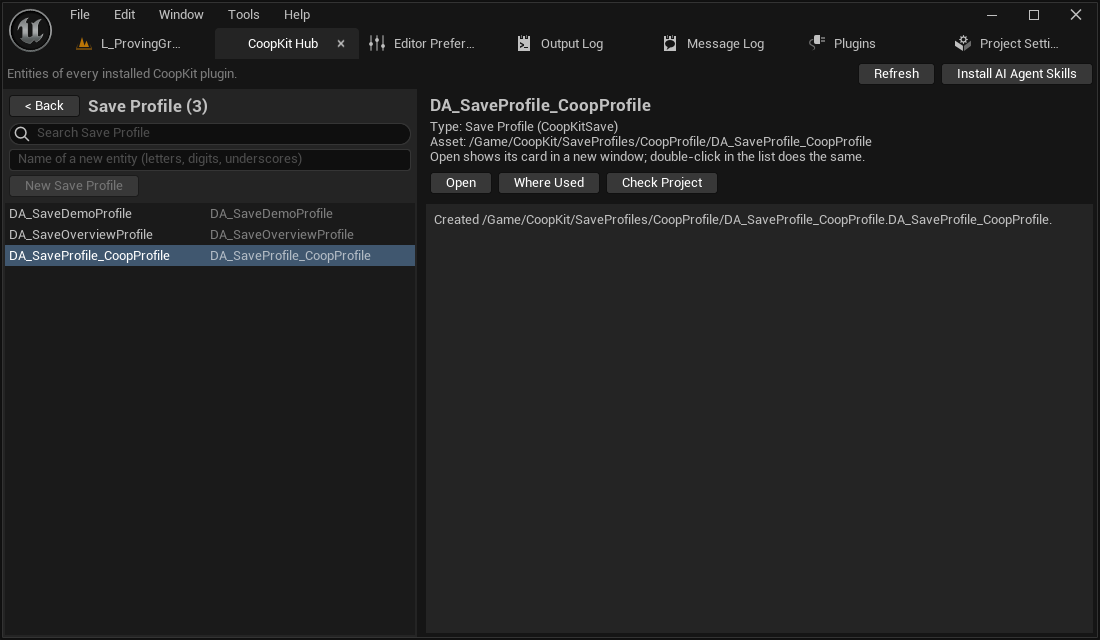 File Edit Window Tools Help
L_ProvingGr... CoopKit Hub × Editor Prefer... Output Log Message Log Plugins Project Setti...
Entities of every installed CoopKit plugin. Refresh Install AI Agent Skills
< Back Save Profile (3)
Search Save Profile
Name of a new entity (letters, digits, underscores)
New Save Profile
DA_SaveDemoProfile DA_SaveDemoProfile
DA_SaveOverviewProfile DA_SaveOverviewProfile
DA_SaveProfile_CoopProfile DA_SaveProfile_CoopProfile
DA_SaveProfile_CoopProfile
Type: Save Profile (CoopKitSave)
Asset: /Game/CoopKit/SaveProfiles/CoopProfile/DA_SaveProfile_CoopProfile
Open shows its card in a new window; double-click in the list does the same.
Open Where Used Check Project
Created /Game/CoopKit/SaveProfiles/CoopProfile/DA_SaveProfile_CoopProfile.DA_SaveProfile_CoopProfile.